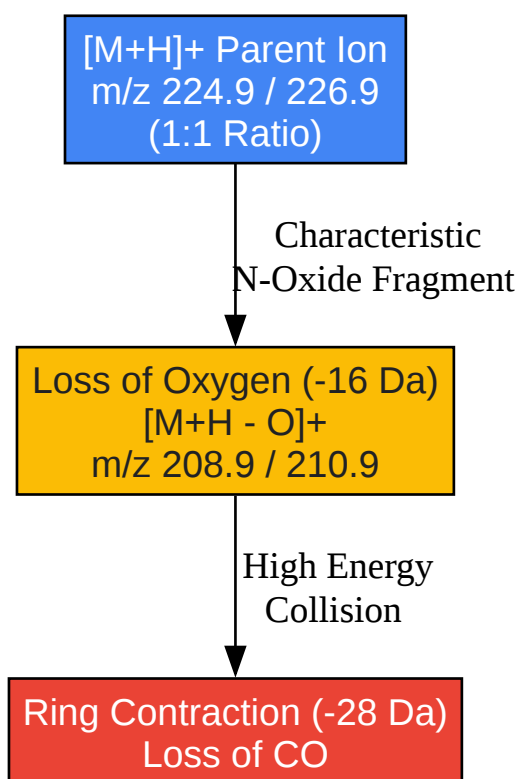 [M+H]+ Parent Ion
m/z 224.9 / 226.9
(1:1 Ratio)
Characteristic
N-Oxide Fragment
Loss of Oxygen (-16 Da)
[M+H - O]+
m/z 208.9 / 210.9
High Energy
Collision
Ring Contraction (-28 Da)
Loss of CO